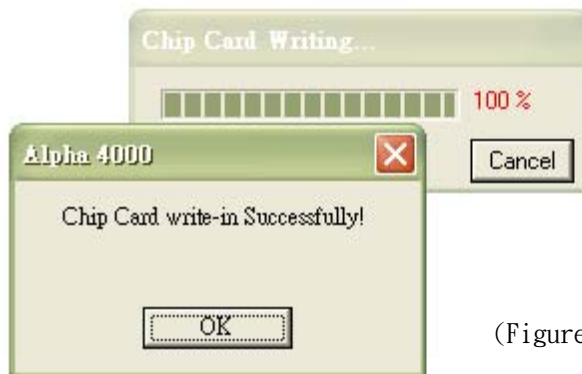 Chip Card Writing...
100 %
Cancel
Alpha 4000
Chip Card write-in Successfully!
OK
(Figure